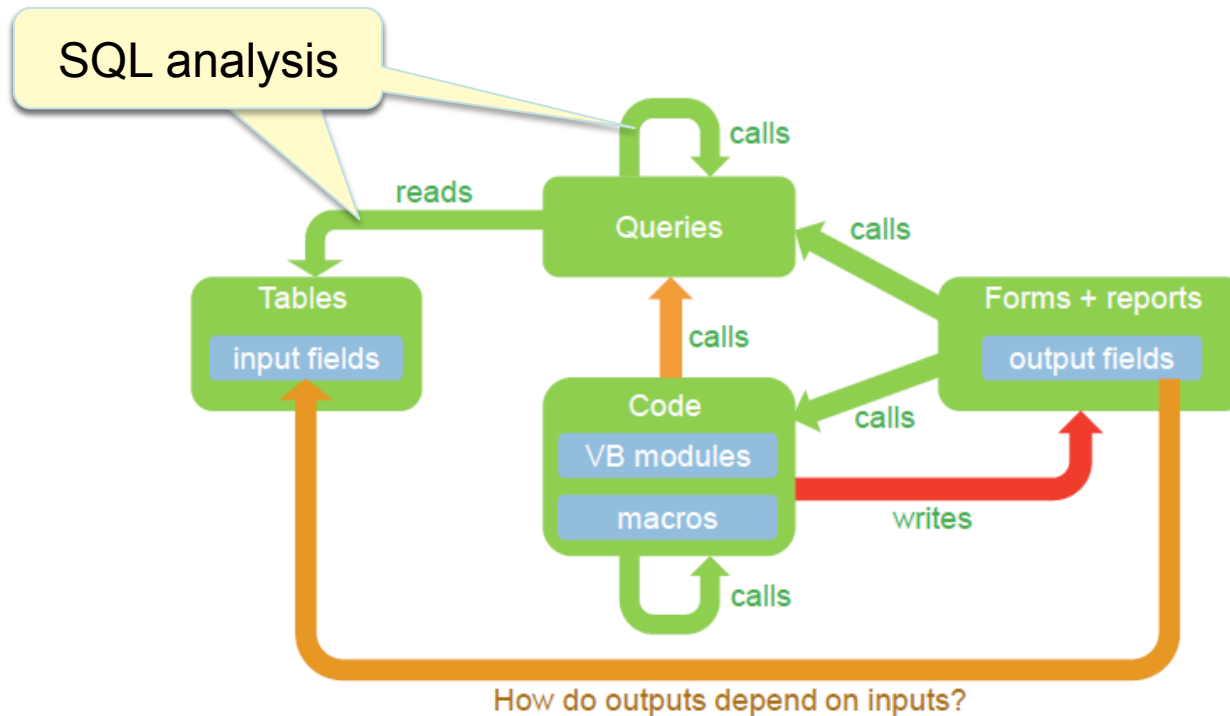 SQL analysis
calls
reads
Queries
calls
Tables
Forms + reports
input fields
calls
output fields
Code
calls
VB modules
macros
writes
calls
How do outputs depend on inputs?